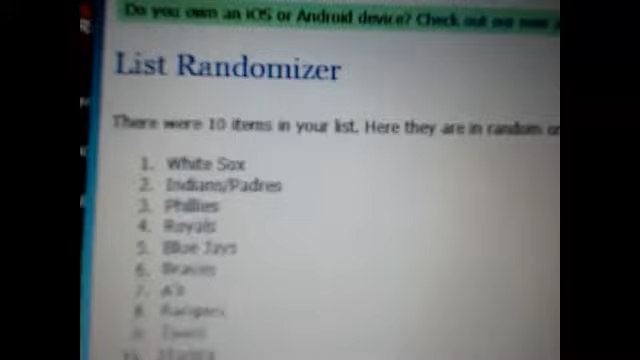 Do you own an iOS or Android device? Check out our new
List Randomizer
There were 10 items in your list. Here they are in random
1. White Sox
2. Indians/Padres
3. Phillies
4. Royals
5. Blue Jays
6. Braves
7. A's
8. Rangers